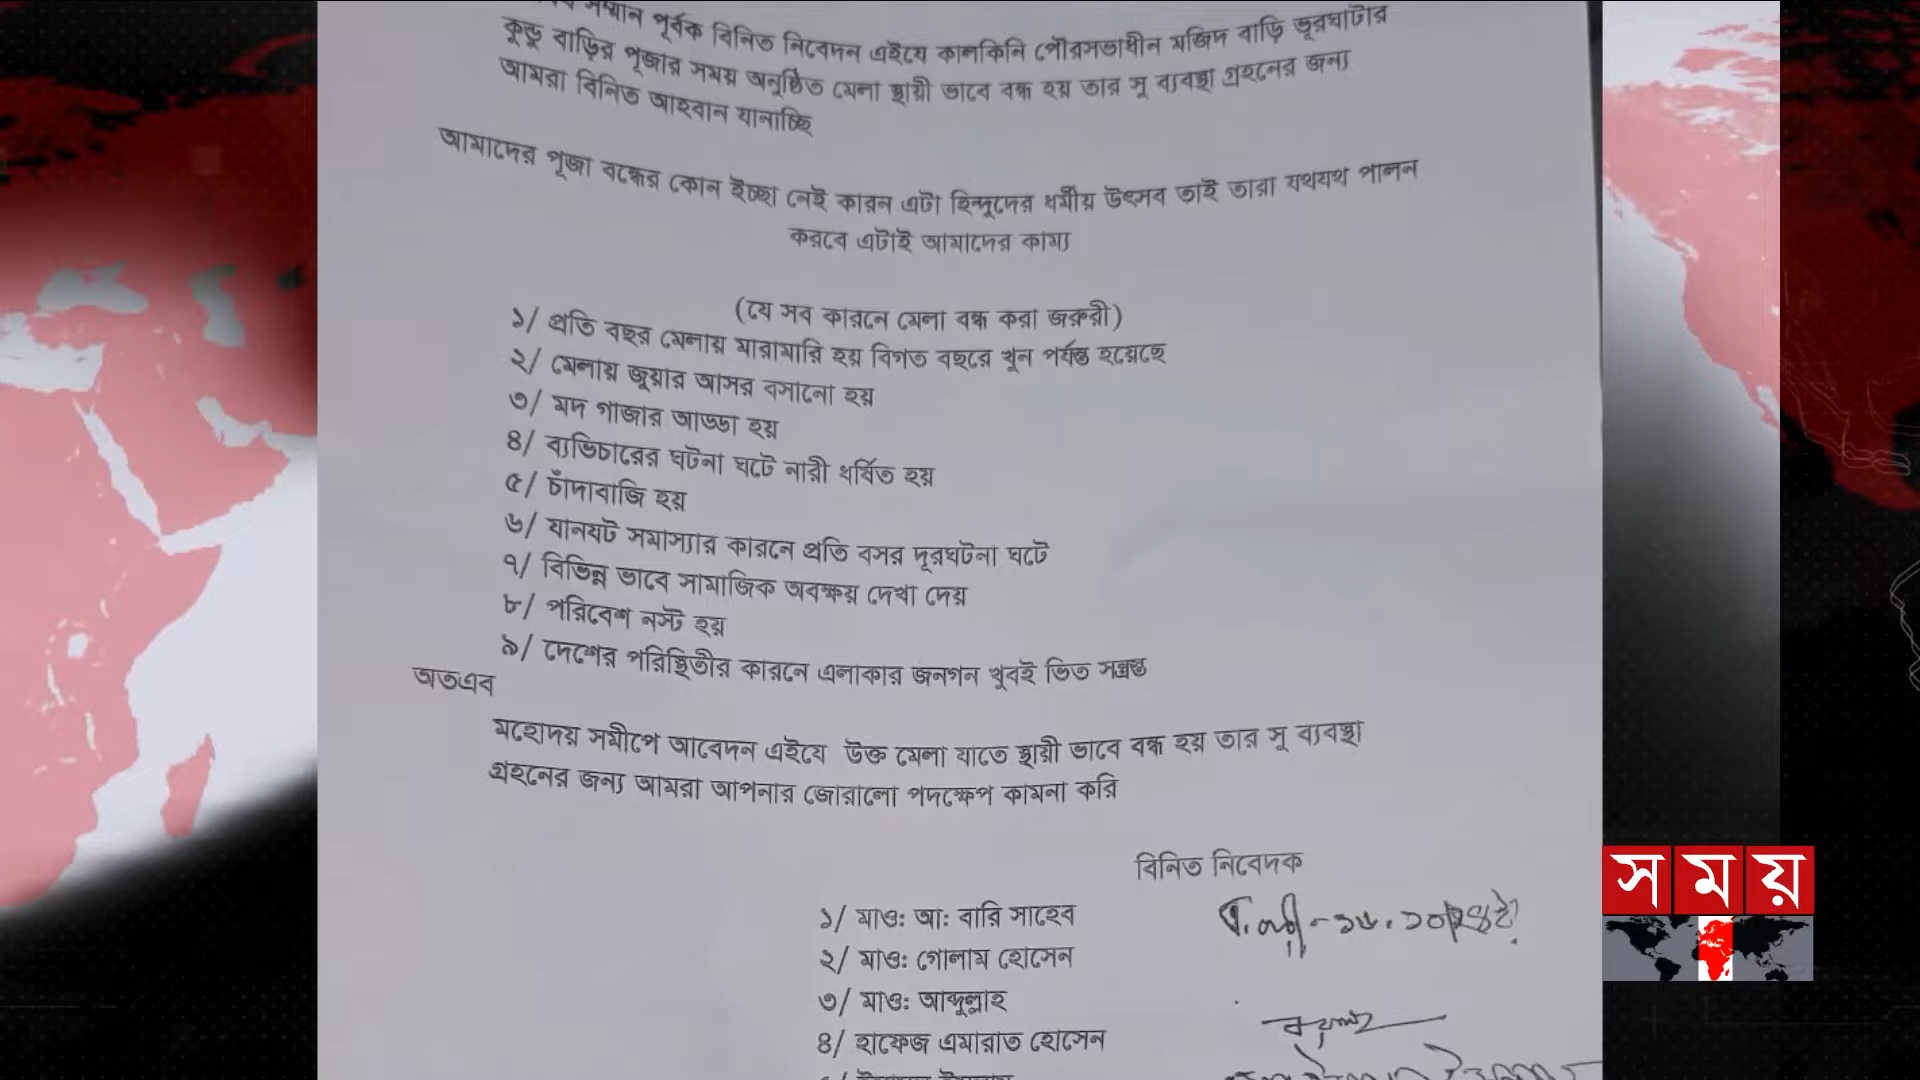 সম্মান পূর্বক বিনিত নিবেদন এইযে কালকিনি পৌরসভাধীন মজিদ বাড়ি ভূরঘাটার
কুন্ডু বাড়ির পূজার সময় অনুষ্ঠিত মেলা স্থায়ী ভাবে বন্ধ হয় তার সু ব্যবস্থা গ্রহনের জন্য
আমরা বিনিত আহবান যানাচ্ছি
আমাদের পূজা বন্ধের কোন ইচ্ছা নেই কারন এটা হিন্দুদের ধর্মীয় উৎসব তাই তারা যথযথ পালন
করবে এটাই আমাদের কাম্য
(যে সব কারনে মেলা বন্ধ করা জরুরী)
১/ প্রতি বছর মেলায় মারামারি হয় বিগত বছরে খুন পর্যন্ত হয়েছে
২/ মেলায় জুয়ার আসর বসানো হয়
৩/ মদ গাজার আড্ডা হয়
৪/ ব্যভিচারের ঘটনা ঘটে নারী ধর্ষিত হয়
৫/ চাঁদাবাজি হয়
৬/ যানযট সমাস্যার কারনে প্রতি বসর দূরঘটনা ঘটে
৭/ বিভিন্ন ভাবে সামাজিক অবক্ষয় দেখা দেয়
৮/ পরিবেশ নস্ট হয়
৯/ দেশের পরিস্থিতীর কারনে এলাকার জনগন খুবই ভিত সন্ত্রস্ত
অতএব
মহোদয় সমীপে আবেদন এইযে উক্ত মেলা যাতে স্থায়ী ভাবে বন্ধ হয় তার সু ব্যবস্থা
গ্রহনের জন্য আমরা আপনার জোরালো পদক্ষেপ কামনা করি
বিনিত নিবেদক
১/ মাওঃ আঃ বারি সাহেব
২/ মাওঃ গোলাম হোসেন
৩/ মাওঃ আব্দুল্লাহ
৪/ হাফেজ এমারাত হোসেন
সময়